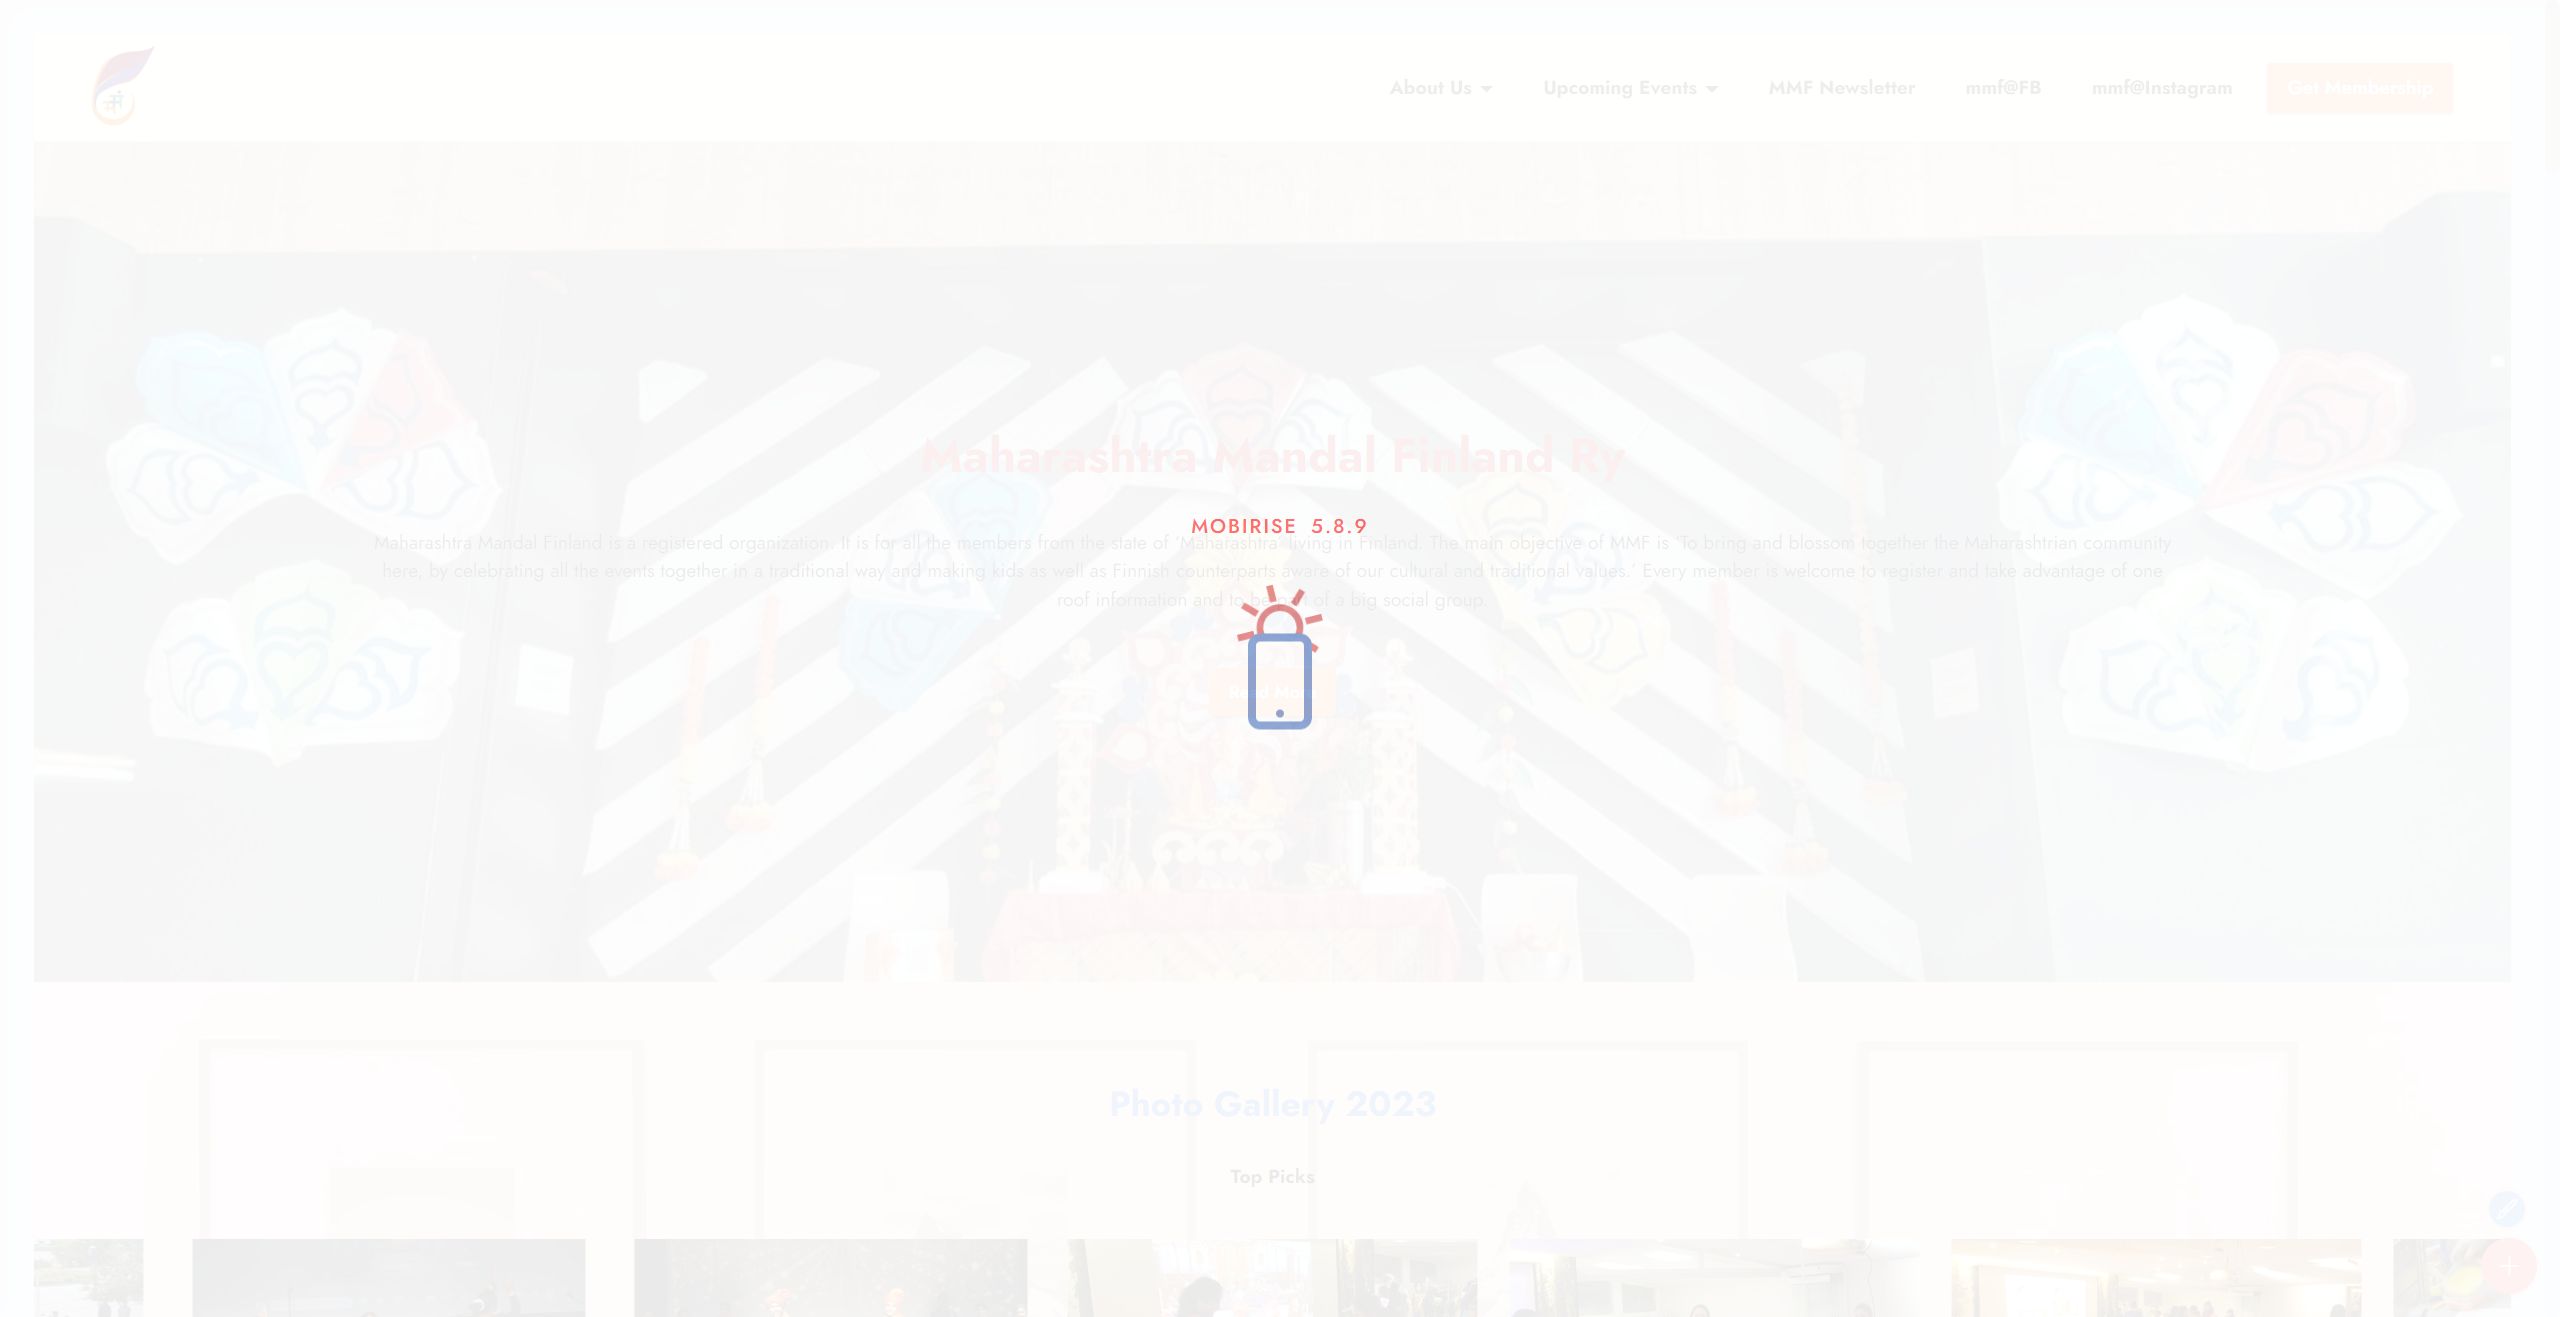 मं
About Us
Upcoming Events
MMF Newsletter
mmf@FB
mmf@Instagram
Get Membership
Maharashtra Mandal Finland Ry
MOBIRISE 5.8.9
Maharashtra Mandal Finland is a registered organization. It is for all the members from the state of 'Maharashtra' living in Finland. The main objective of MMF is 'To bring and blossom together the Maharashtrian community
here, by celebrating all the events together in a traditional way and making kids as well as Finnish counterparts aware of our cultural and traditional values.' Every member is welcome to register and take advantage of one
roof information and to be part of a big social group.
Read More
Photo Gallery 2023
Top Picks